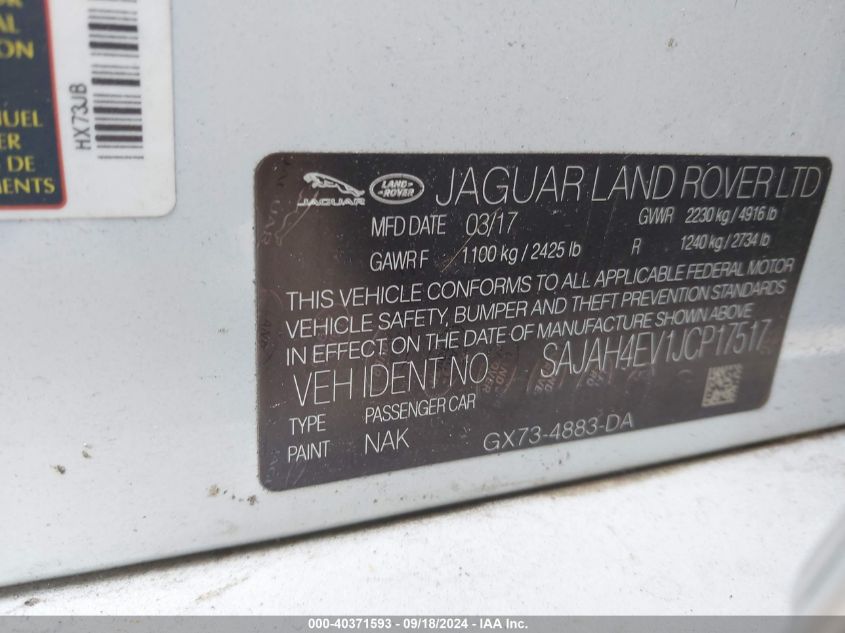 AL
ON
NUEL
ER
DE
MENTS
HX73JB
JAGUAR LAND ROVER JAGUAR LAND ROVER LTD
MFD DATE 03/17 GVWR 2230 kg / 4916 lb
GAWR F 1100 kg / 2425 lb R 1240 kg / 2734 lb
THIS VEHICLE CONFORMS TO ALL APPLICABLE FEDERAL MOTOR
VEHICLE SAFETY, BUMPER AND THEFT PREVENTION STANDARDS
IN EFFECT ON THE DATE OF MANUFACTURE SHOWN ABOVE
VEH IDENT NO SAJAH4EV1JCP17517
TYPE PASSENGER CAR
PAINT NAK GX73-4883-DA
000-40371593 - 09/18/2024 - IAA Inc.